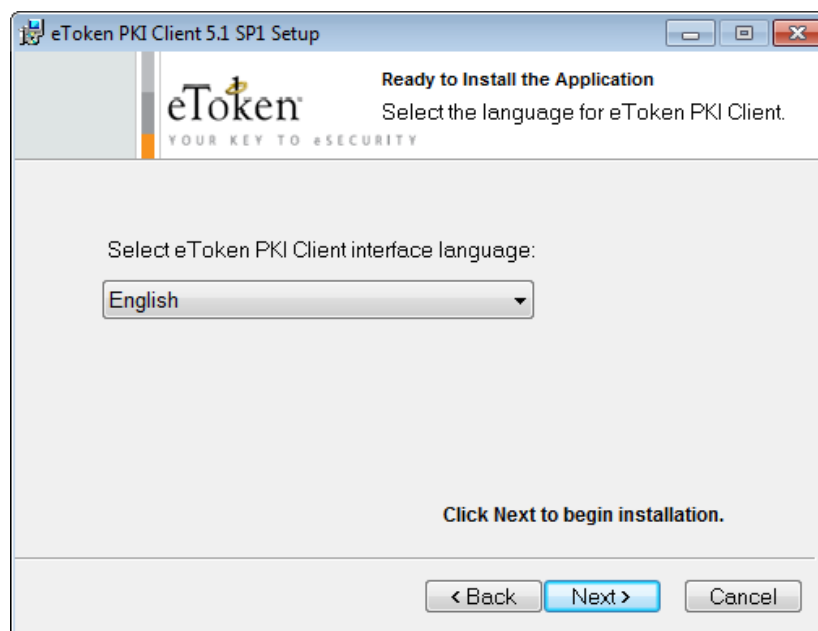 eToken PKI Client 5.1 SP1 Setup
eToken
YOUR KEY TO eSECURITY
Ready to Install the Application
Select the language for eToken PKI Client.
Select eToken PKI Client interface language:
English
Click Next to begin installation.
< Back
Next >
Cancel